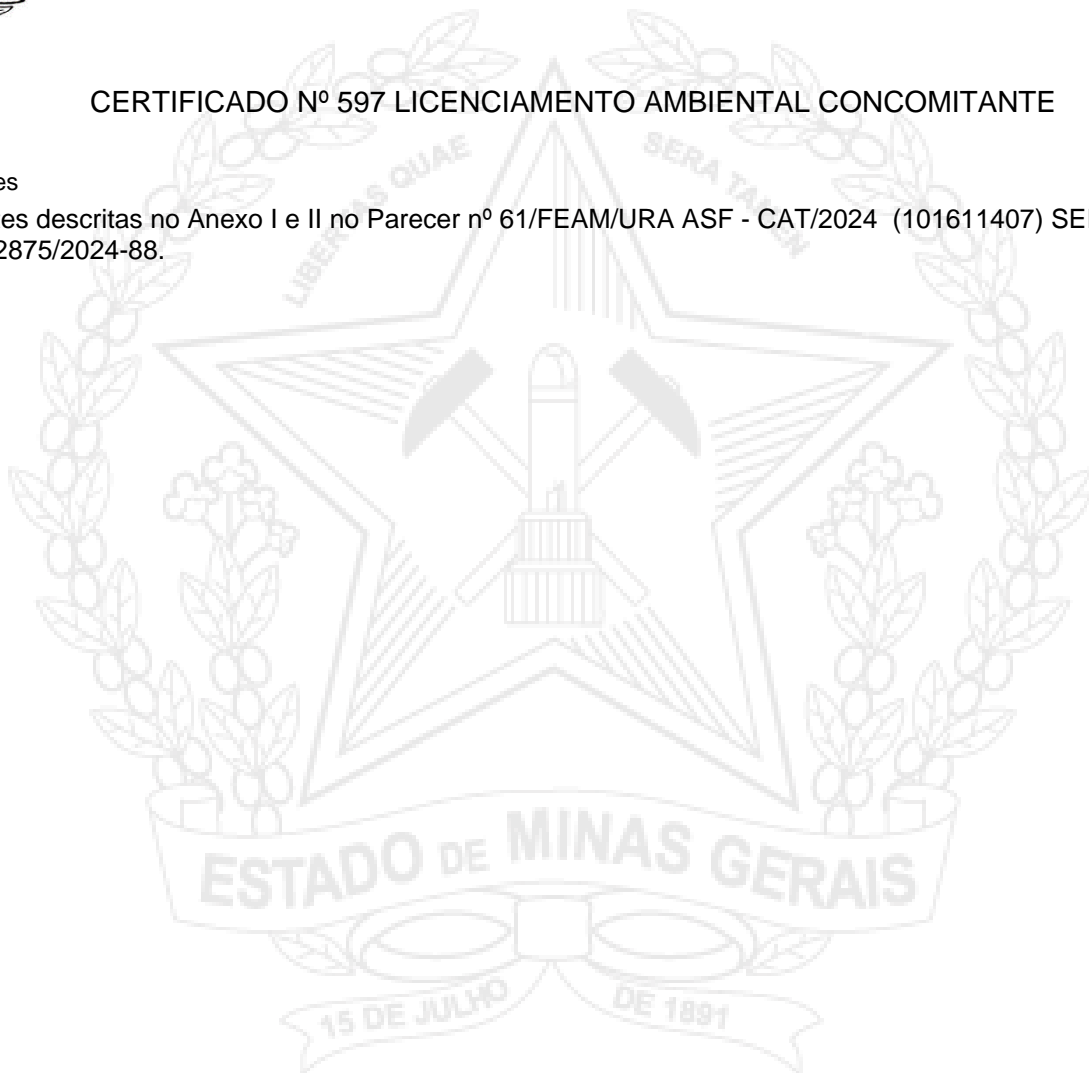 CERTIFICADO Nº 597 LICENCIAMENTO AMBIENTAL CONCOMITANTE
es
es descritas no Anexo I e II no Parecer nº 61/FEAM/URA ASF - CAT/2024 (101611407) SE
2875/2024-88.
LIBERTAS QUAE SERA TAMEN
ESTADO DE MINAS GERAIS
15 DE JULHO DE 1891